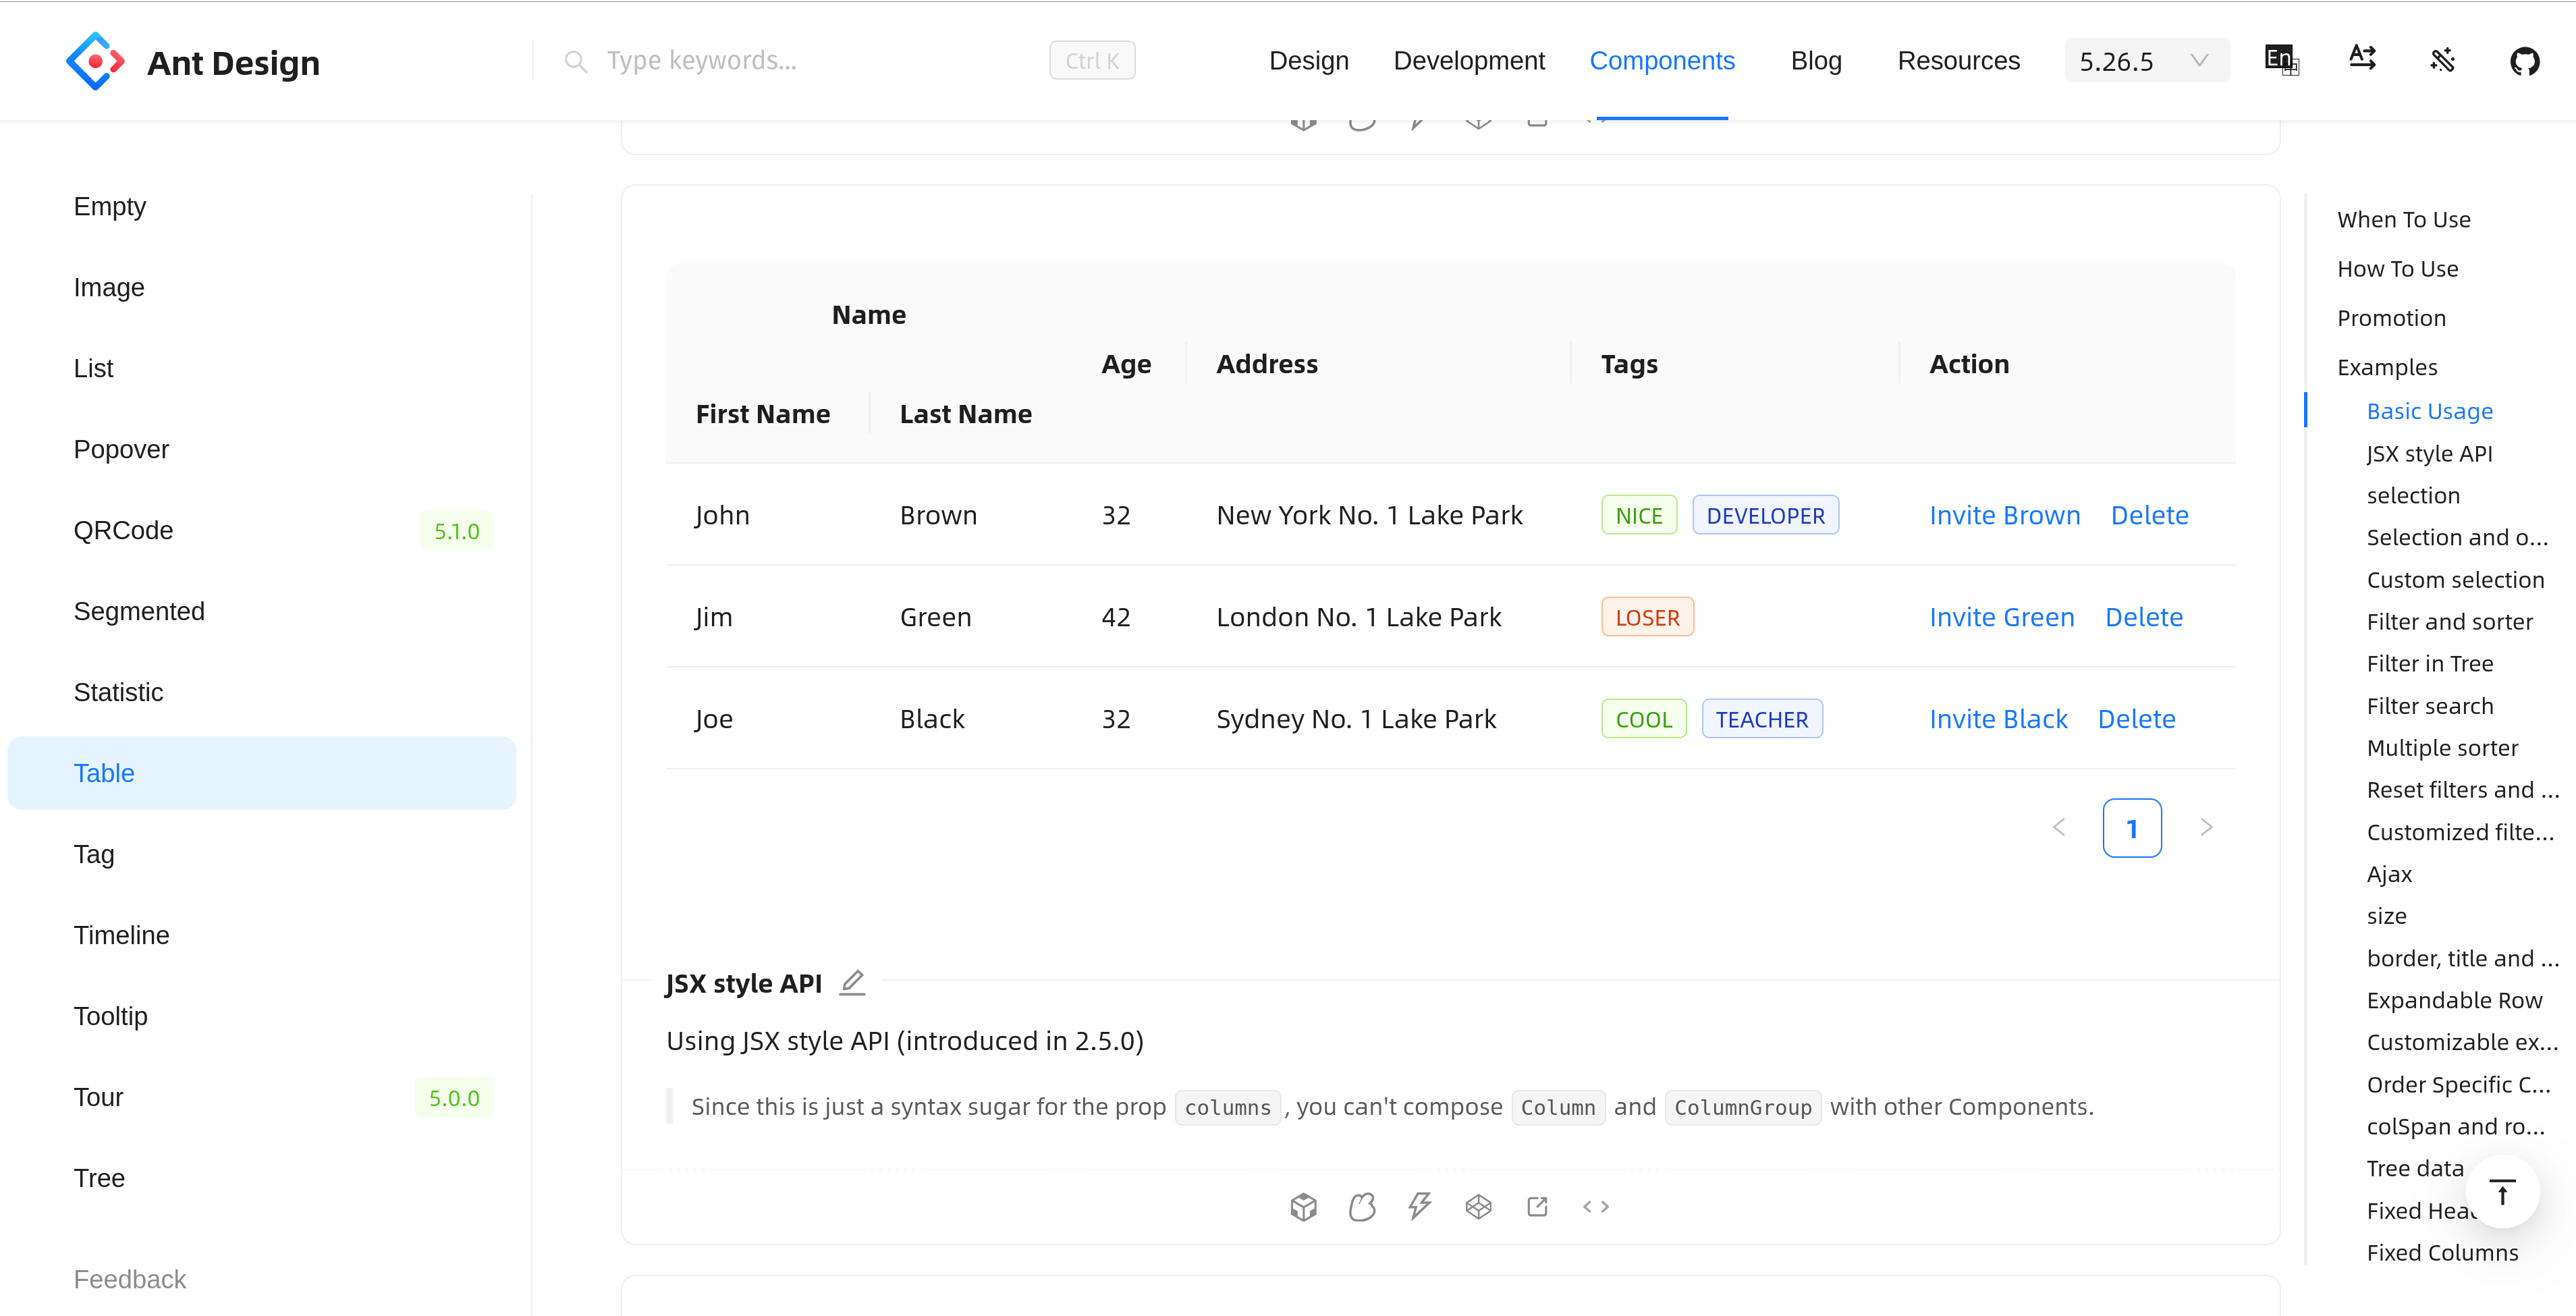 Ant Design
Type keywords...
Ctrl K
Design
Development
Components
Blog
Resources
5.26.5
En
Empty
Image
List
Popover
QRCode 5.1.0
Segmented
Statistic
Table
Tag
Timeline
Tooltip
Tour 5.0.0
Tree
Feedback
Name
Age Address Tags Action
First Name Last Name
John Brown 32 New York No. 1 Lake Park NICE DEVELOPER Invite Brown Delete
Jim Green 42 London No. 1 Lake Park LOSER Invite Green Delete
Joe Black 32 Sydney No. 1 Lake Park COOL TEACHER Invite Black Delete
1
JSX style API
Using JSX style API (introduced in 2.5.0)
Since this is just a syntax sugar for the prop columns, you can't compose Column and ColumnGroup with other Components.
When To Use
How To Use
Promotion
Examples
Basic Usage
JSX style API
selection
Selection and o...
Custom selection
Filter and sorter
Filter in Tree
Filter search
Multiple sorter
Reset filters and ...
Customized filte...
Ajax
size
border, title and ...
Expandable Row
Customizable ex...
Order Specific C...
colSpan and ro...
Tree data
Fixed
Fixed Columns